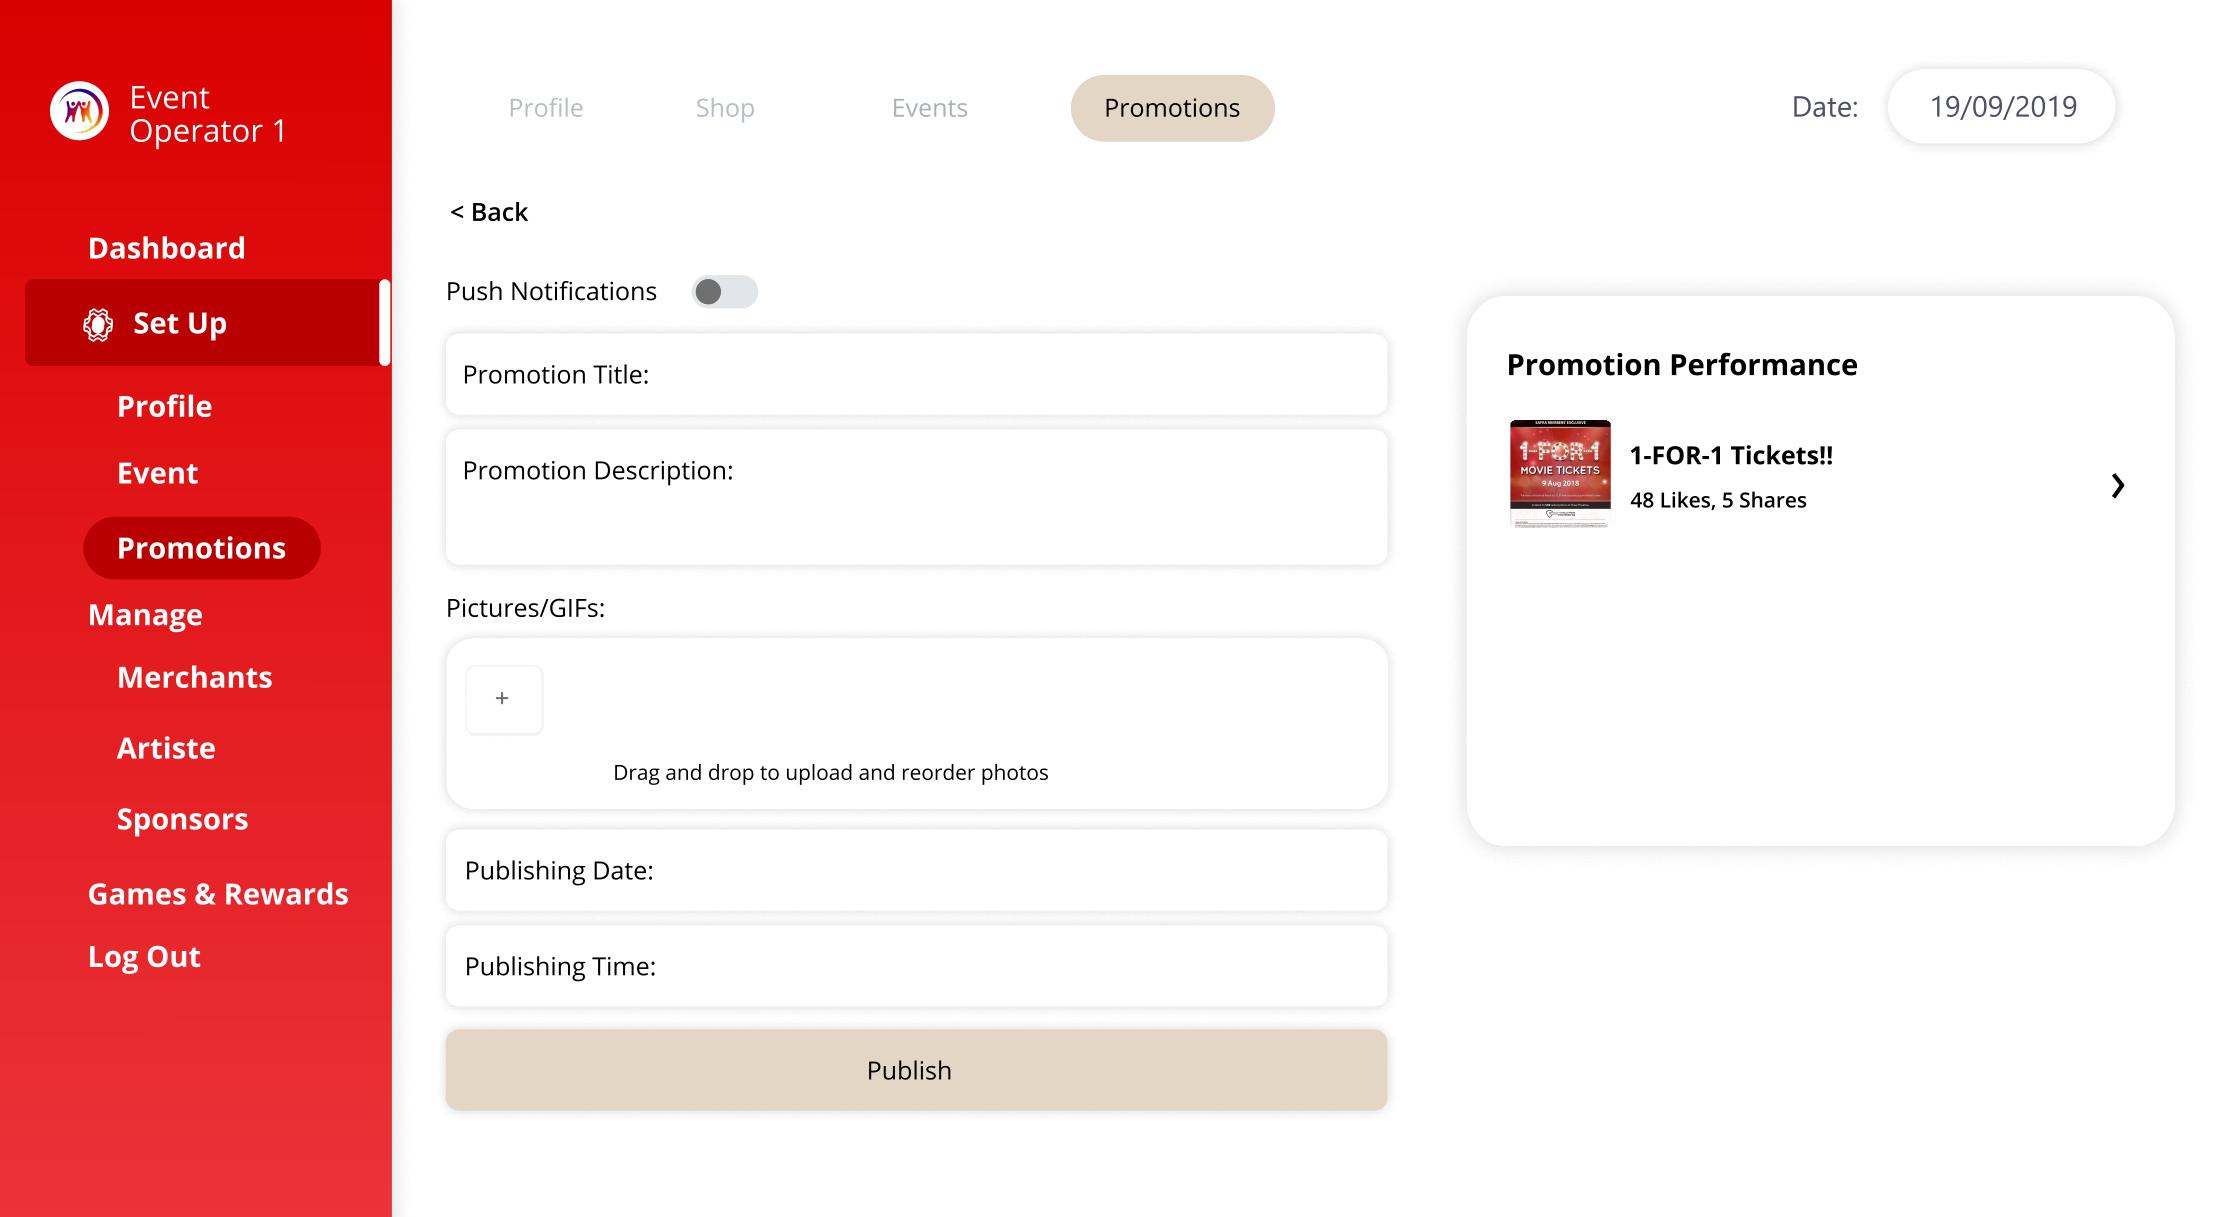 Event
Operator 1
Dashboard
Set Up
Profile
Event
Promotions
Manage
Merchants
Artiste
Sponsors
Games & Rewards
Log Out
Profile
Shop
Events
Promotions
Date:
19/09/2019
< Back
Push Notifications
Promotion Title:
Promotion Description:
Pictures/GIFs:
+
Drag and drop to upload and reorder photos
Publishing Date:
Publishing Time:
Publish
Promotion Performance
SAFRA MEMBERS' EXCLUSIVE
1-FOR-1
MOVIE TICKETS
9 Aug 2018
1-FOR-1 Tickets!!
48 Likes, 5 Shares